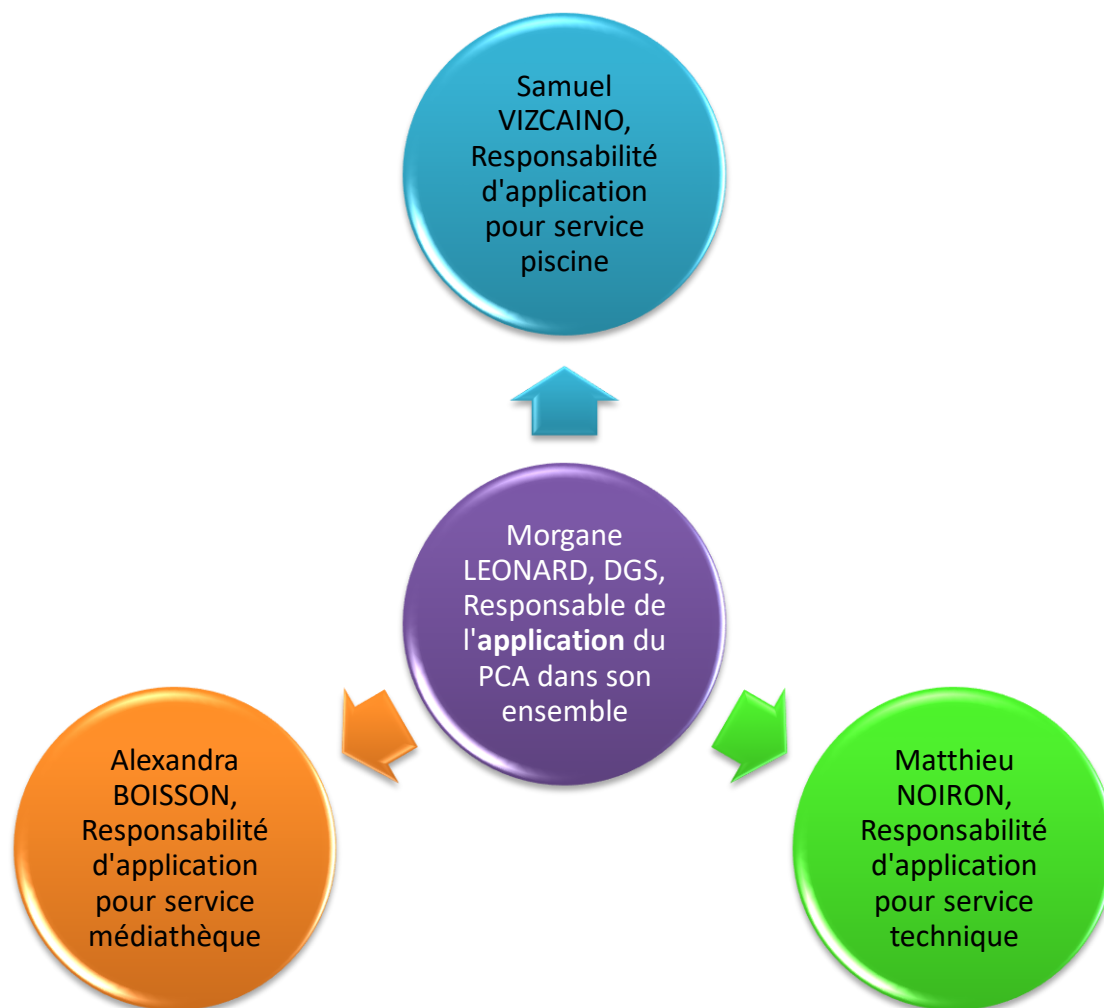 Samuel
VIZCAINO,
Responsabilité
d'application
pour service
piscine
Morgane
LEONARD, DGS,
Responsable de
l'application du
PCA dans son
ensemble
Alexandra
BOISSON,
Responsabilité
d'application
pour service
médiathèque
Matthieu
NOIRON,
Responsabilité
d'application
pour service
technique